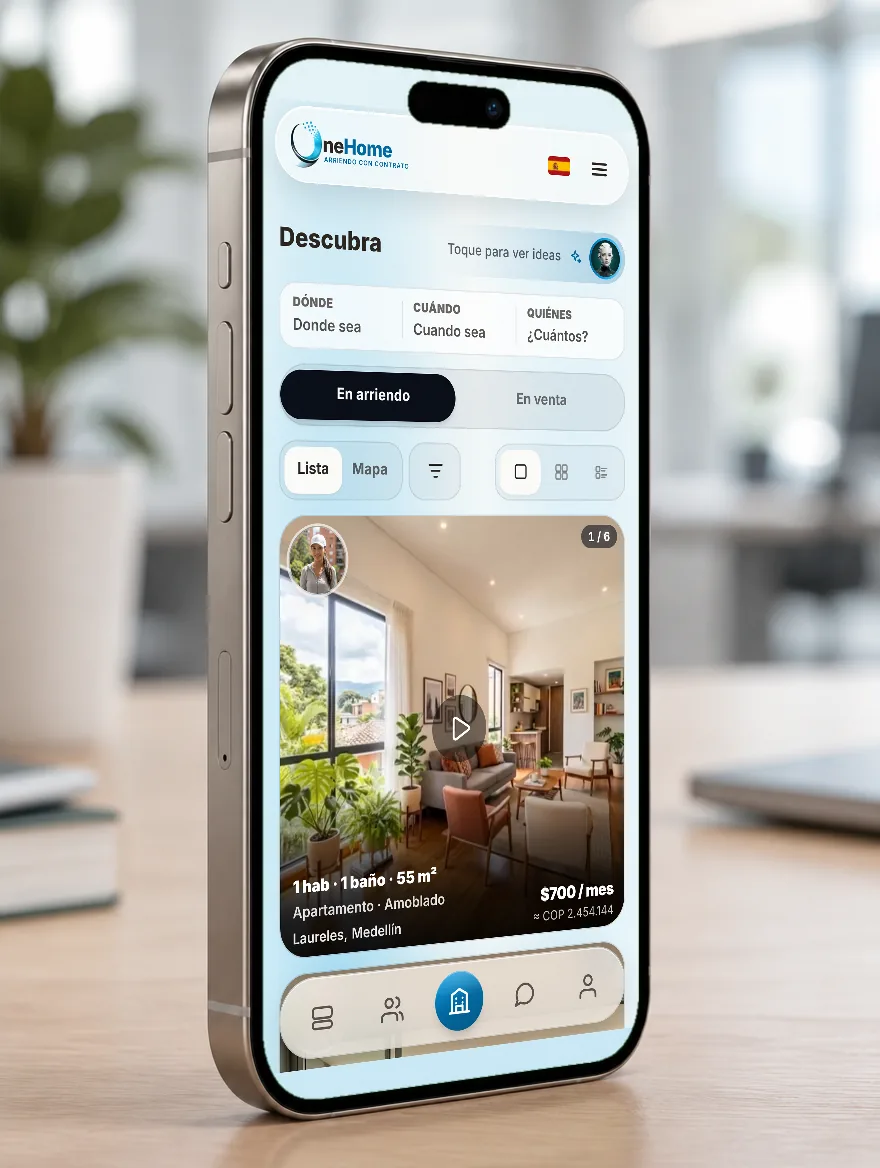 OneHome
ARRIENDO CON CONTRATO
Descubra
Toque para ver ideas
DÓNDE
Donde sea
CUÁNDO
Cuando sea
QUIÉNES
¿Cuántos?
En arriendo
En venta
Lista
Mapa
1 / 6
1 hab · 1 baño · 55 m²
$700 / mes
Apartamento · Amoblado
≈ COP 2.454.144
Laureles, Medellín